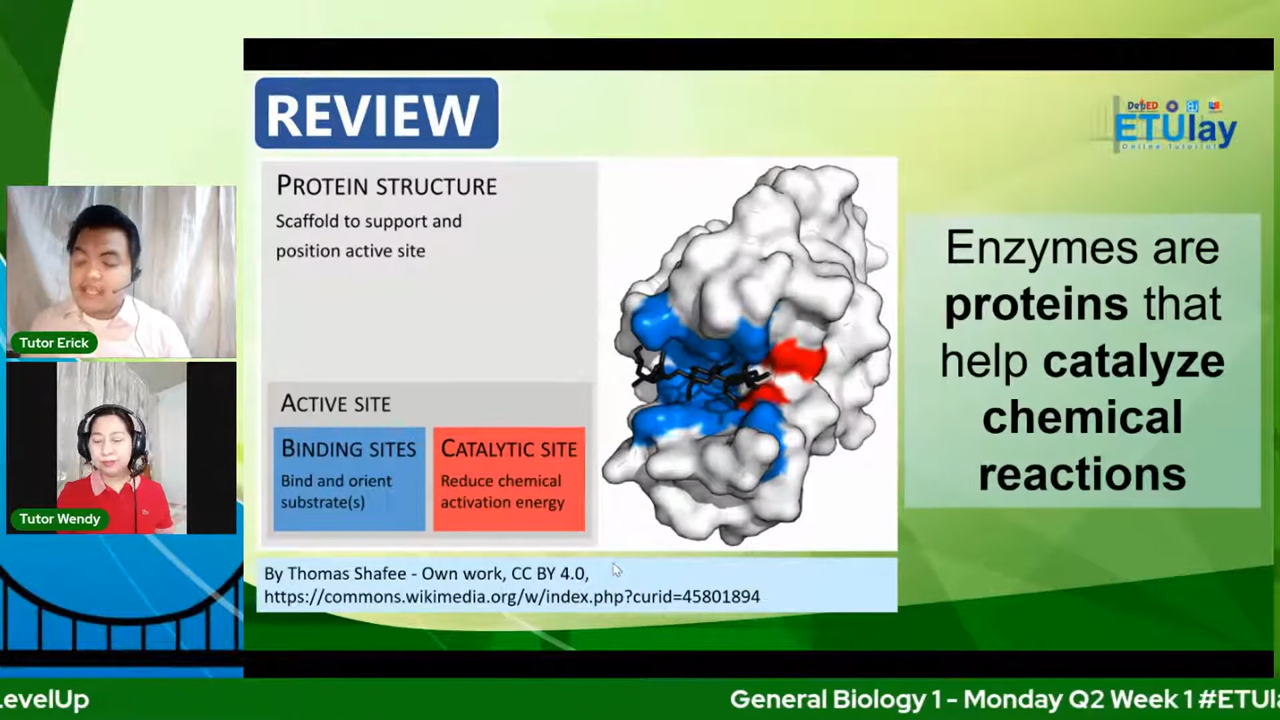 REVIEW
DepED
ETUlay
Online Tutorial
PROTEIN STRUCTURE
Scaffold to support and
position active site
ACTIVE SITE
BINDING SITES
Bind and orient
substrate(s)
CATALYTIC SITE
Reduce chemical
activation energy
Enzymes are
proteins that
help catalyze
chemical
reactions
By Thomas Shafee - Own work, CC BY 4.0,
https://commons.wikimedia.org/w/index.php?curid=45801894
Tutor Erick
Tutor Wendy
LevelUp
General Biology 1 - Monday Q2 Week 1 #ETUla